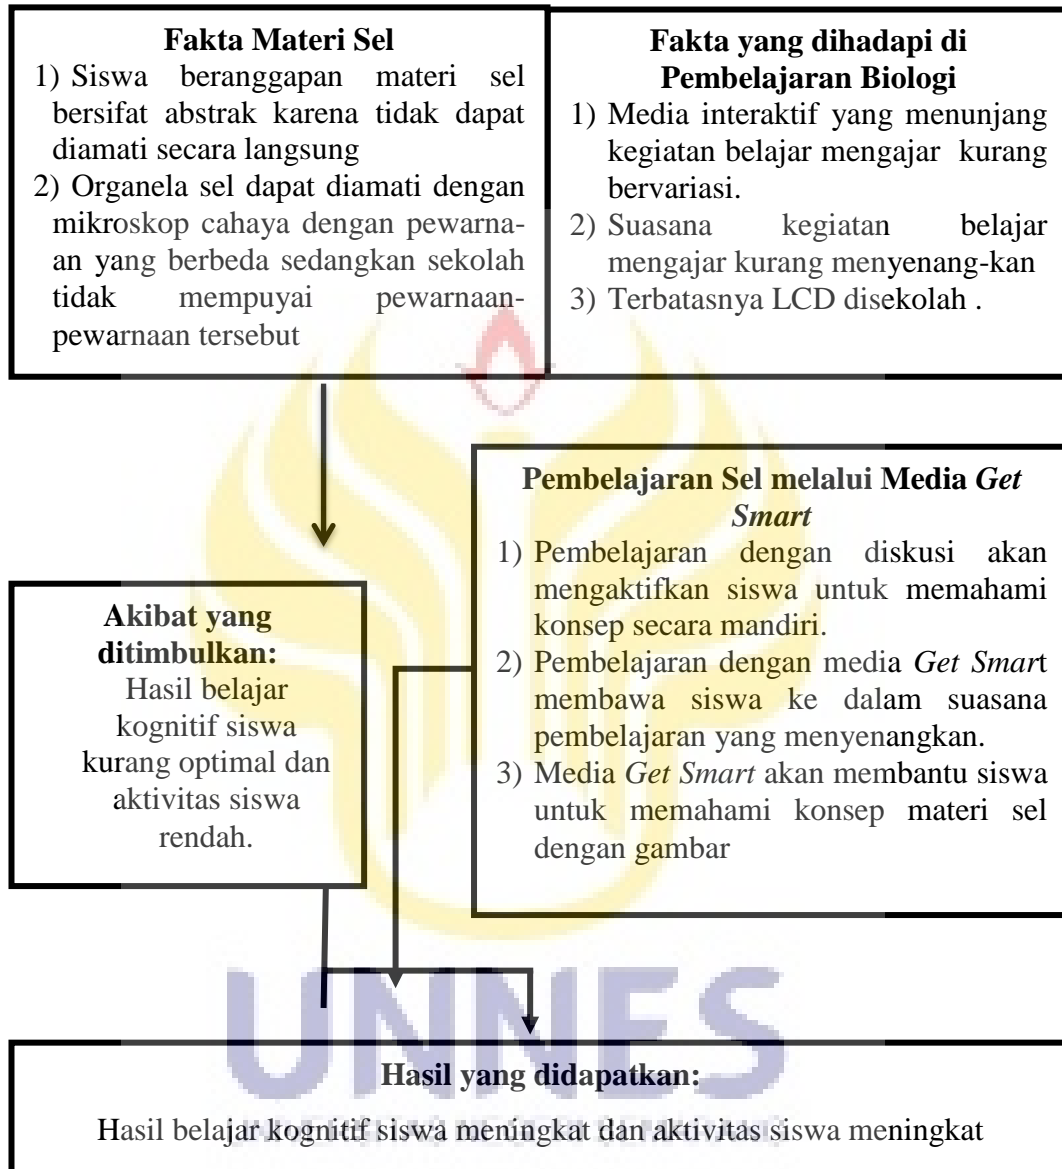 Fakta Materi Sel
1) Siswa beranggapan materi sel
bersifat abstrak karena tidak dapat
diamati secara langsung
2) Organela sel dapat diamati dengan
mikroskop cahaya dengan pewarna-
an yang berbeda sedangkan sekolah
tidak mempuyai pewarnaan-
pewarnaan tersebut
Fakta yang dihadapi di
Pembelajaran Biologi
1) Media interaktif yang menunjang
kegiatan belajar mengajar kurang
bervariasi.
2) Suasana kegiatan belajar
mengajar kurang menyenang-kan
3) Terbatasnya LCD disekolah .
Pembelajaran Sel melalui Media Get
Smart
1) Pembelajaran dengan diskusi akan
mengaktifkan siswa untuk memahami
konsep secara mandiri.
2) Pembelajaran dengan media Get Smart
membawa siswa ke dalam suasana
pembelajaran yang menyenangkan.
3) Media Get Smart akan membantu siswa
untuk memahami konsep materi sel
dengan gambar
Akibat yang
ditimbulkan:
Hasil belajar
kognitif siswa
kurang optimal dan
aktivitas siswa
rendah.
UNNES
Hasil yang didapatkan:
Hasil belajar kognitif siswa meningkat dan aktivitas siswa meningkat